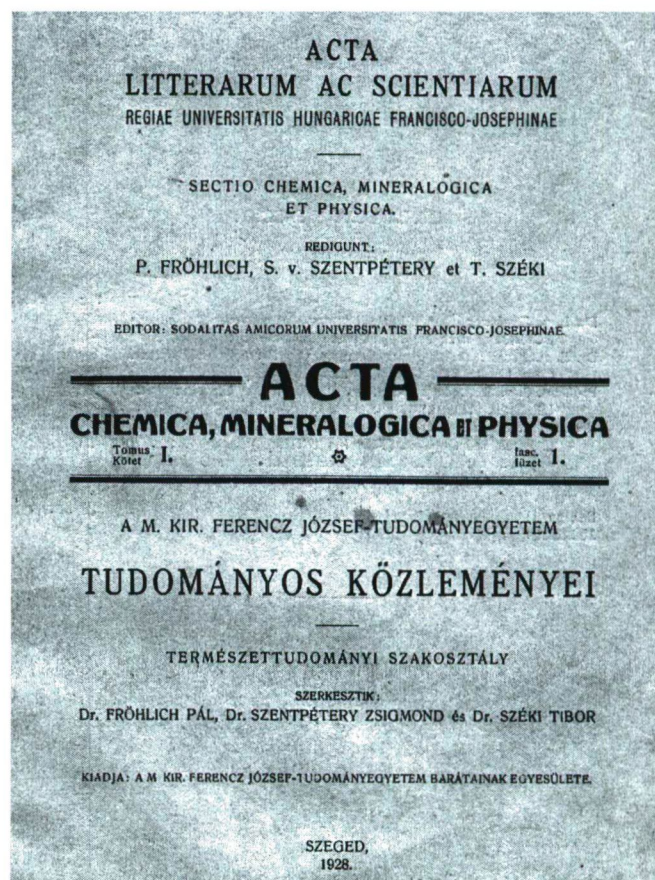 ACTA
LITTERARUM AC SCIENTIARUM
REGIAE UNIVERSITATIS HUNGARICAE FRANCISCO-JOSEPHINAE
SECTIO CHEMICA, MINERALOGICA
ET PHYSICA.
REDIGUNT:
P. FRÖHLICH, S. v. SZENTPÉTERY et T. SZÉKI
EDITOR: SODALITAS AMICORUM UNIVERSITATIS FRANCISCO-JOSEPHINAE.
ACTA
CHEMICA, MINERALOGICA ET PHYSICA
Tomus I. fasc. 1.
Kötet füzet
A M. KIR. FERENCZ JÓZSEF-TUDOMÁNYEGYETEM
TUDOMÁNYOS KÖZLEMÉNYEI
TERMÉSZETTUDOMÁNYI SZAKOSZTÁLY
SZERKESZTIK:
Dr. FRÖHLICH PÁL, Dr. SZENTPÉTERY ZSIGMOND és Dr. SZÉKI TIBOR
KIADJA: A M KIR. FERENCZ JÓZSEF-TUDOMÁNYEGYETEM BARÁTAINAK EGYESÜLETE.
SZEGED,
1928.